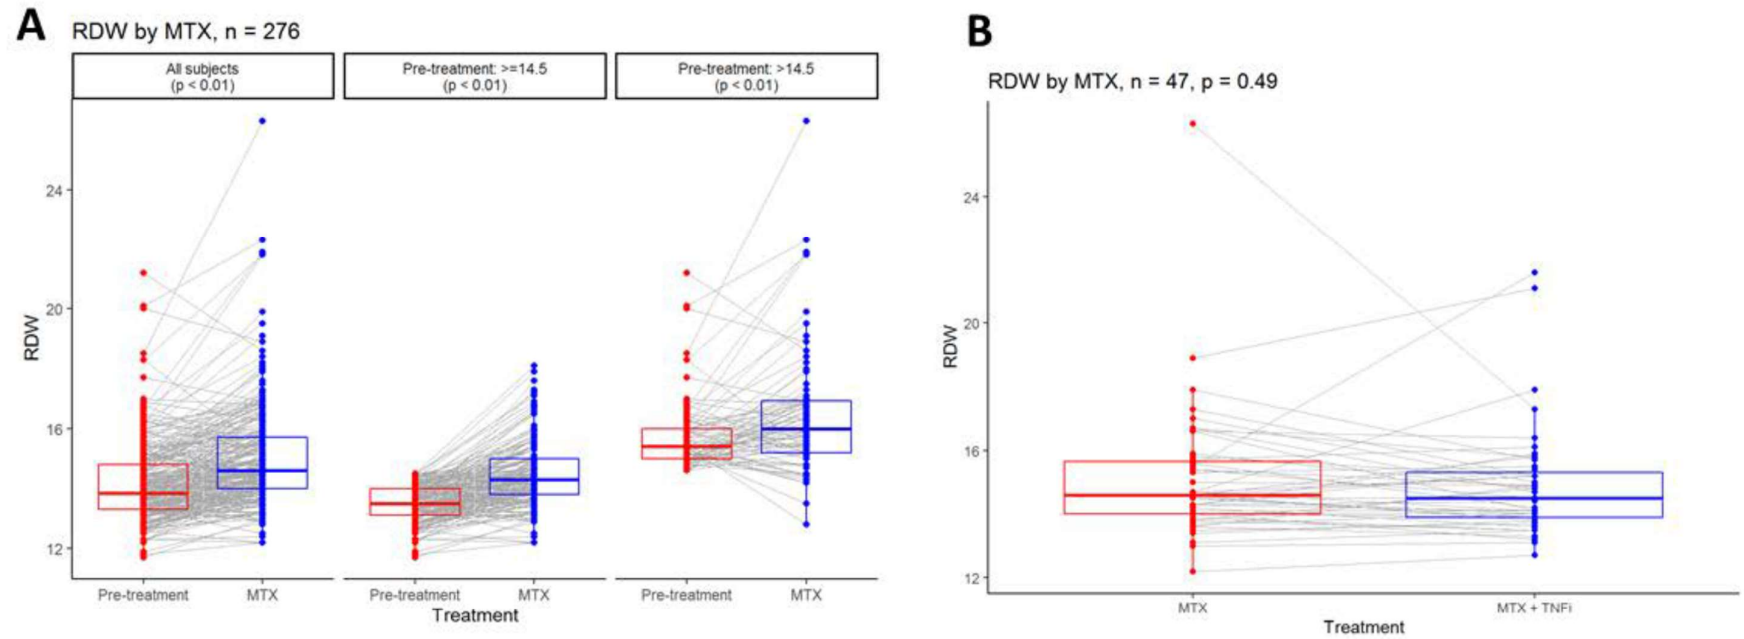 A
RDW by MTX, n = 276
All subjects
(p < 0.01)
Pre-treatment: >=14.5
(p < 0.01)
Pre-treatment: >14.5
(p < 0.01)
24
20
16
12
RDW
Pre-treatment MTX
Pre-treatment MTX
Pre-treatment MTX
Treatment
B
RDW by MTX, n = 47, p = 0.49
24
20
16
12
RDW
MTX MTX + TNFi
Treatment